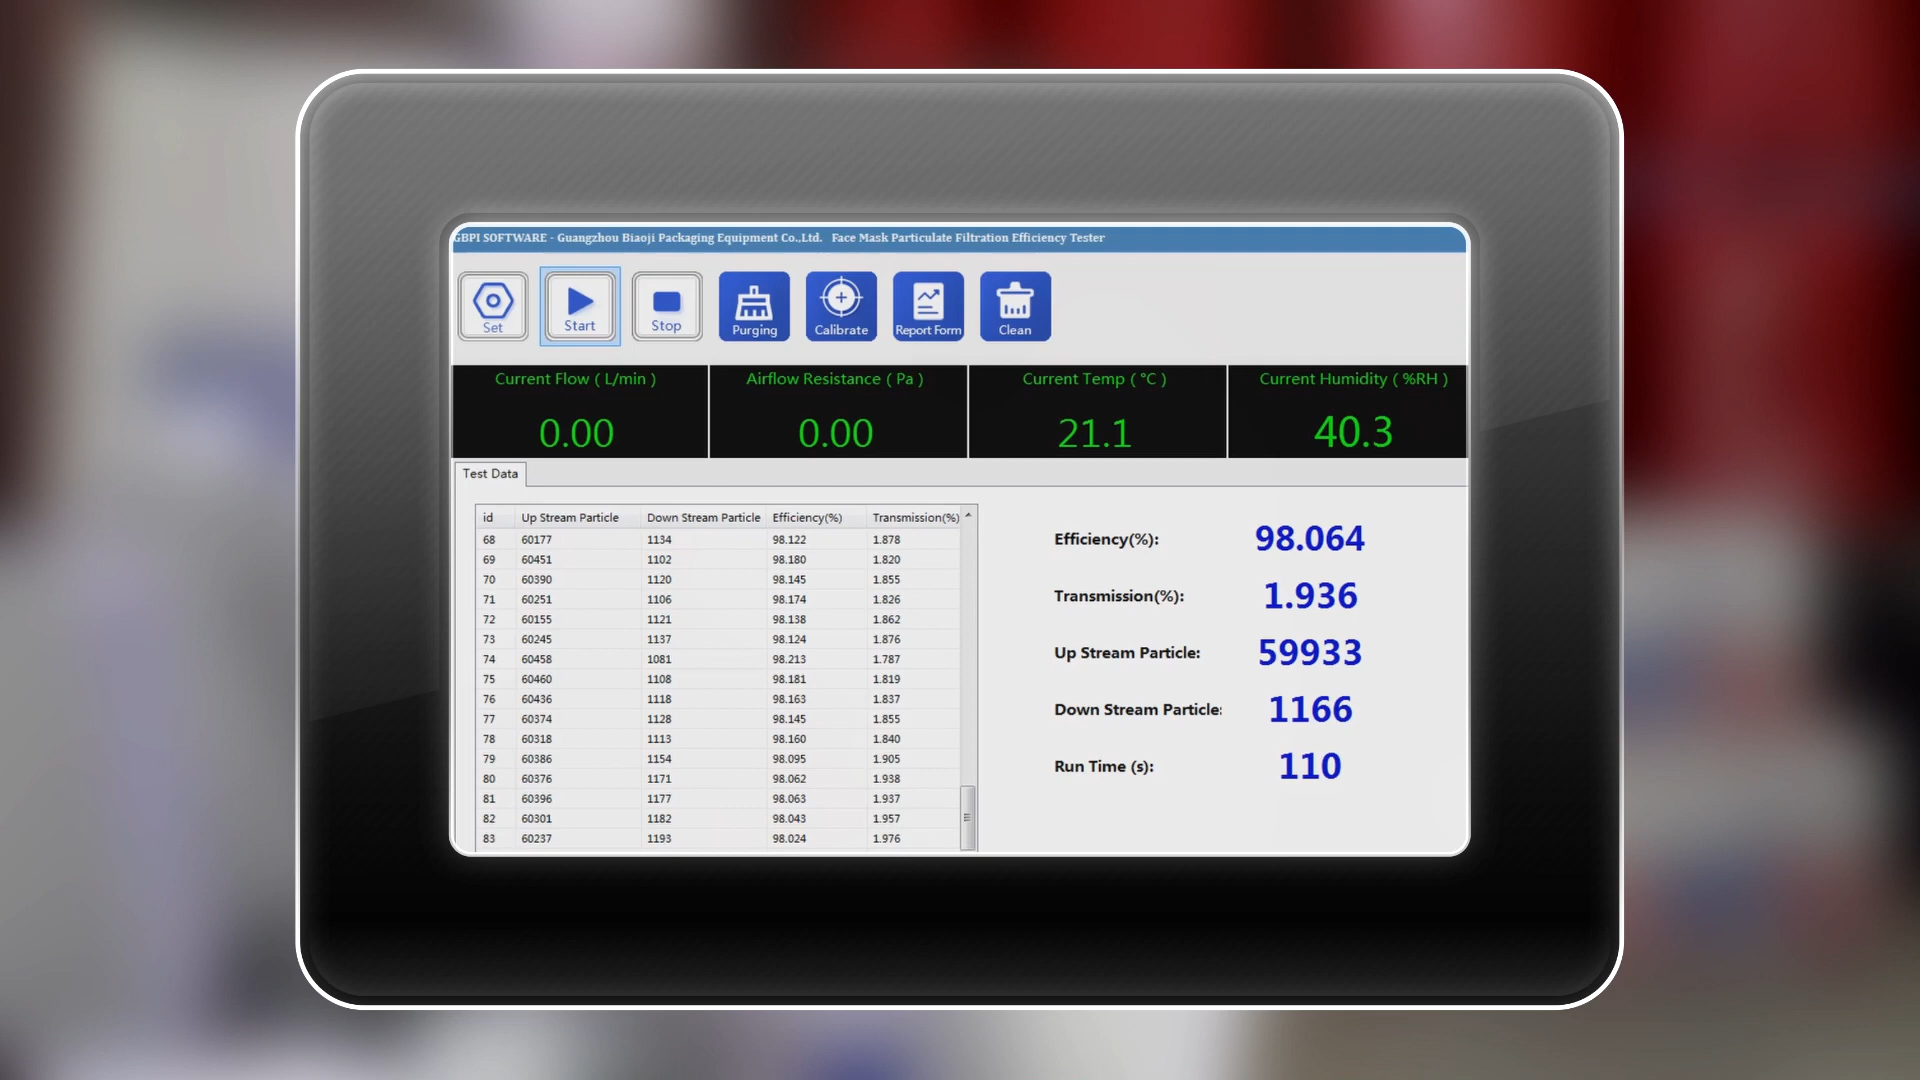 GBPI SOFTWARE - Guangzhou Biaoji Packaging Equipment Co.,Ltd. Face Mask Particulate Filtration Efficiency Tester
Set Start Stop Purging Calibrate Report Form Clean
Current Flow ( L/min ) Airflow Resistance ( Pa ) Current Temp ( °C ) Current Humidity ( %RH )
0.00 0.00 21.1 40.3
Test Data
id Up Stream Particle Down Stream Particle Efficiency(%) Transmission(%)
68 60177 1134 98.122 1.878
69 60451 1102 98.180 1.820
70 60390 1120 98.145 1.855
71 60251 1106 98.174 1.826
72 60155 1121 98.138 1.862
73 60245 1137 98.124 1.876
74 60458 1081 98.213 1.787
75 60460 1108 98.181 1.819
76 60436 1118 98.163 1.837
77 60374 1128 98.145 1.855
78 60318 1113 98.160 1.840
79 60386 1154 98.095 1.905
80 60376 1171 98.062 1.938
81 60396 1177 98.063 1.937
82 60301 1182 98.043 1.957
83 60237 1193 98.024 1.976
Efficiency(%): 98.064
Transmission(%): 1.936
Up Stream Particle: 59933
Down Stream Particle: 1166
Run Time (s): 110